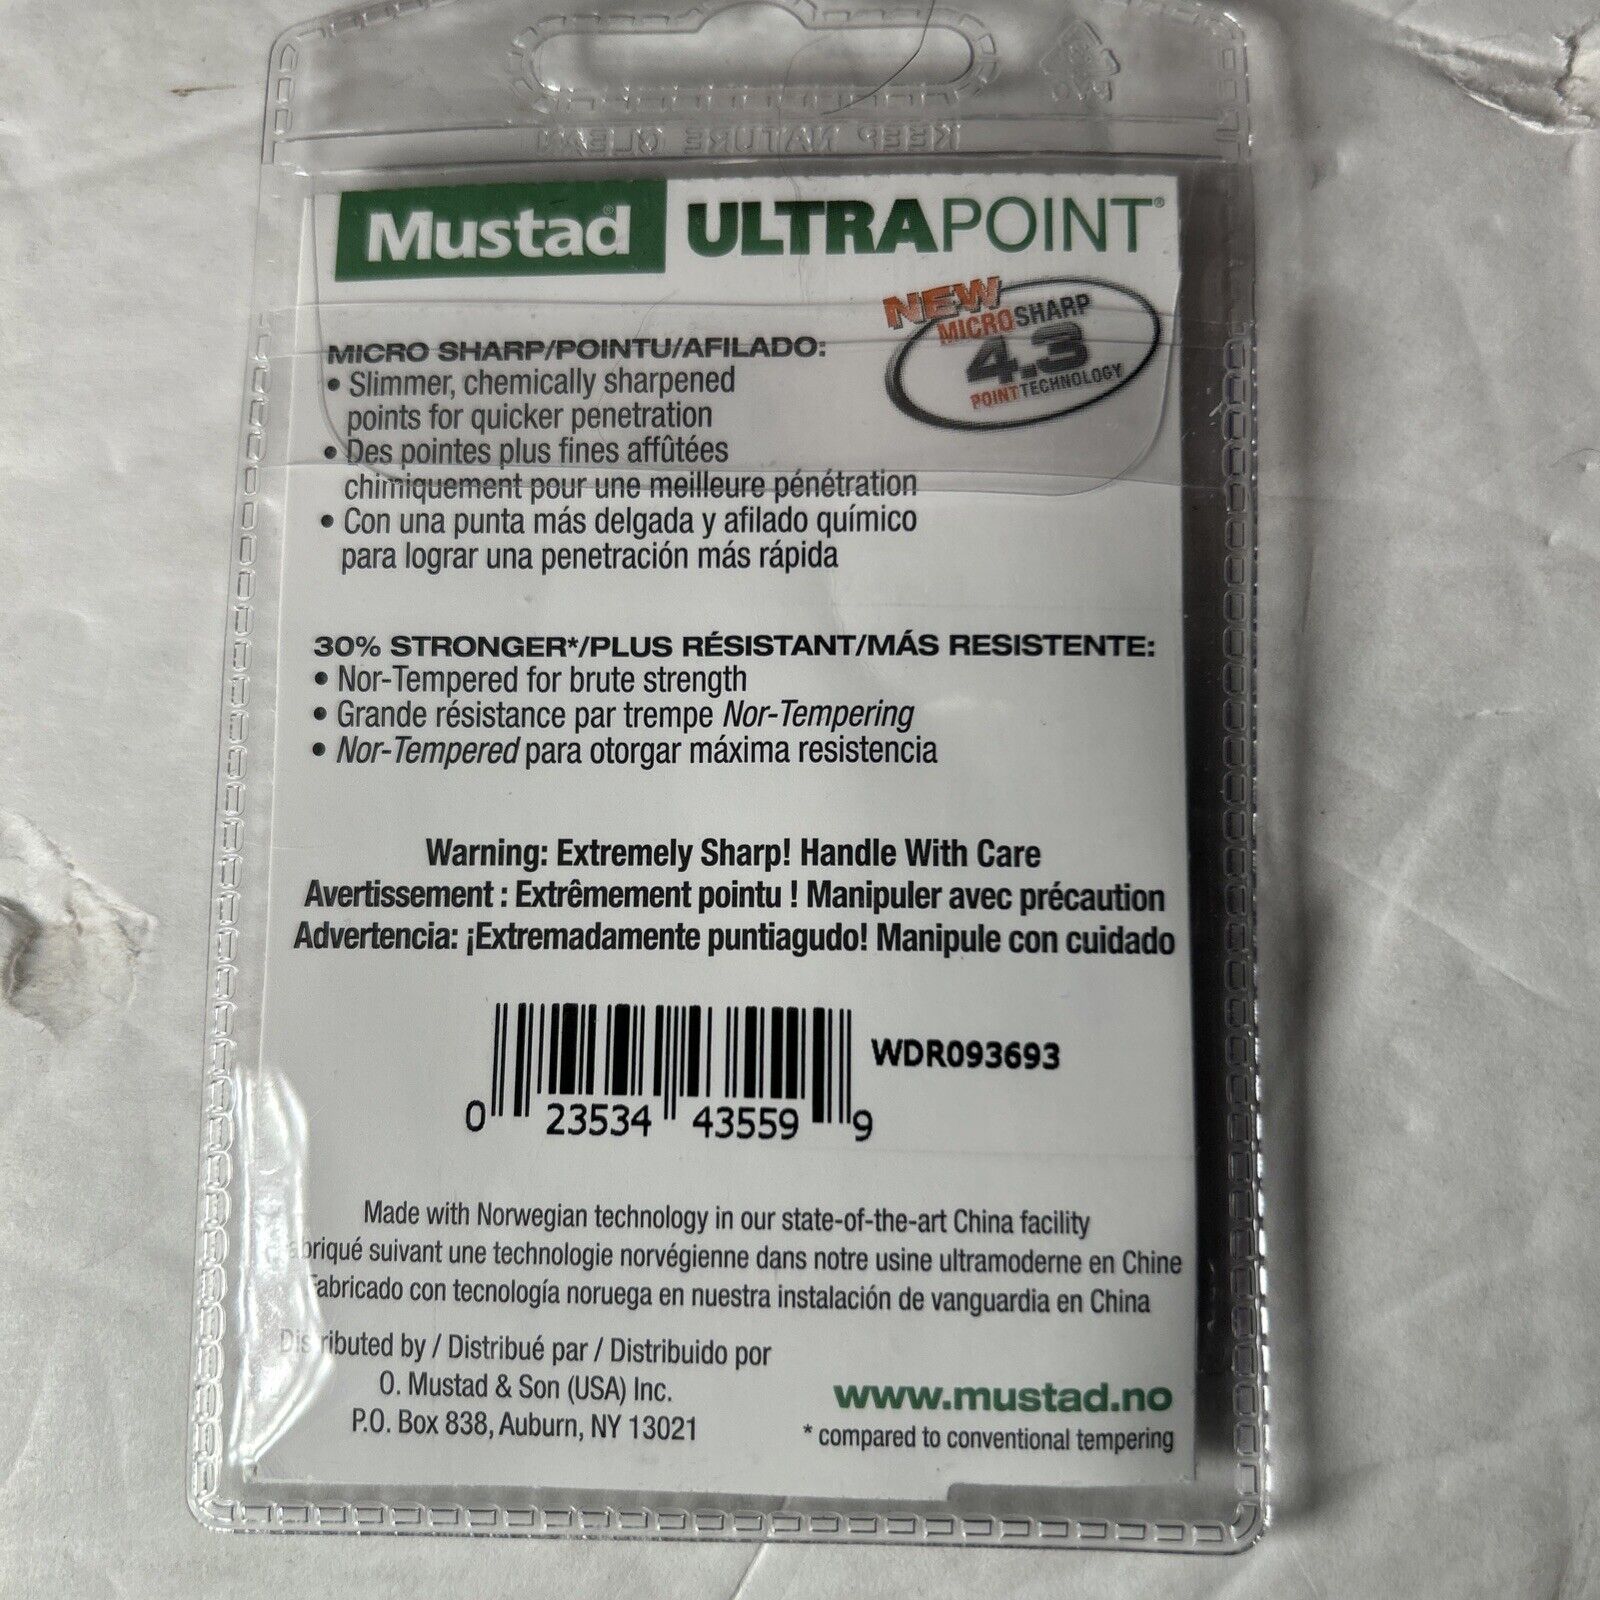 KEEP NATURE CLEAN
Mustad® ULTRAPOINT®
NEW
MICROSHARP
4.3
POINTTECHNOLOGY
MICRO SHARP/POINTU/AFILADO:
• Slimmer, chemically sharpened
points for quicker penetration
• Des pointes plus fines affûtées
chimiquement pour une meilleure pénétration
• Con una punta más delgada y afilado químico
para lograr una penetración más rápida
30% STRONGER*/PLUS RÉSISTANT/MÁS RESISTENTE:
• Nor-Tempered for brute strength
• Grande résistance par trempe Nor-Tempering
• Nor-Tempered para otorgar máxima resistencia
Warning: Extremely Sharp! Handle With Care
Avertissement : Extrêmement pointu ! Manipuler avec précaution
Advertencia: ¡Extremadamente puntiagudo! Manipule con cuidado
WDR093693
0 23534 43559 9
Made with Norwegian technology in our state-of-the-art China facility
Fabriqué suivant une technologie norvégienne dans notre usine ultramoderne en Chine
Fabricado con tecnología noruega en nuestra instalación de vanguardia en China
Distributed by / Distribué par / Distribuido por
O. Mustad & Son (USA) Inc.
P.O. Box 838, Auburn, NY 13021
www.mustad.no
* compared to conventional tempering